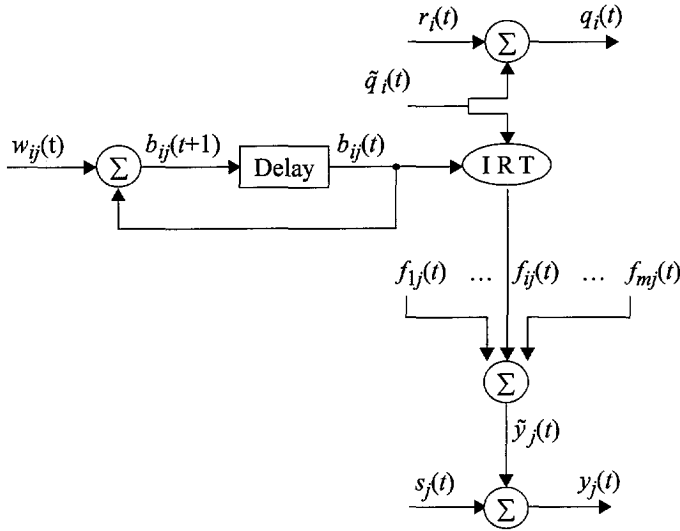 r_i(t) Σ q_i(t)
q̃_i(t)
w_ij(t) Σ b_ij(t+1) Delay b_ij(t) IRT
f_1j(t) ... f_ij(t) ... f_mj(t)
Σ
ỹ_j(t)
s_j(t) Σ y_j(t)